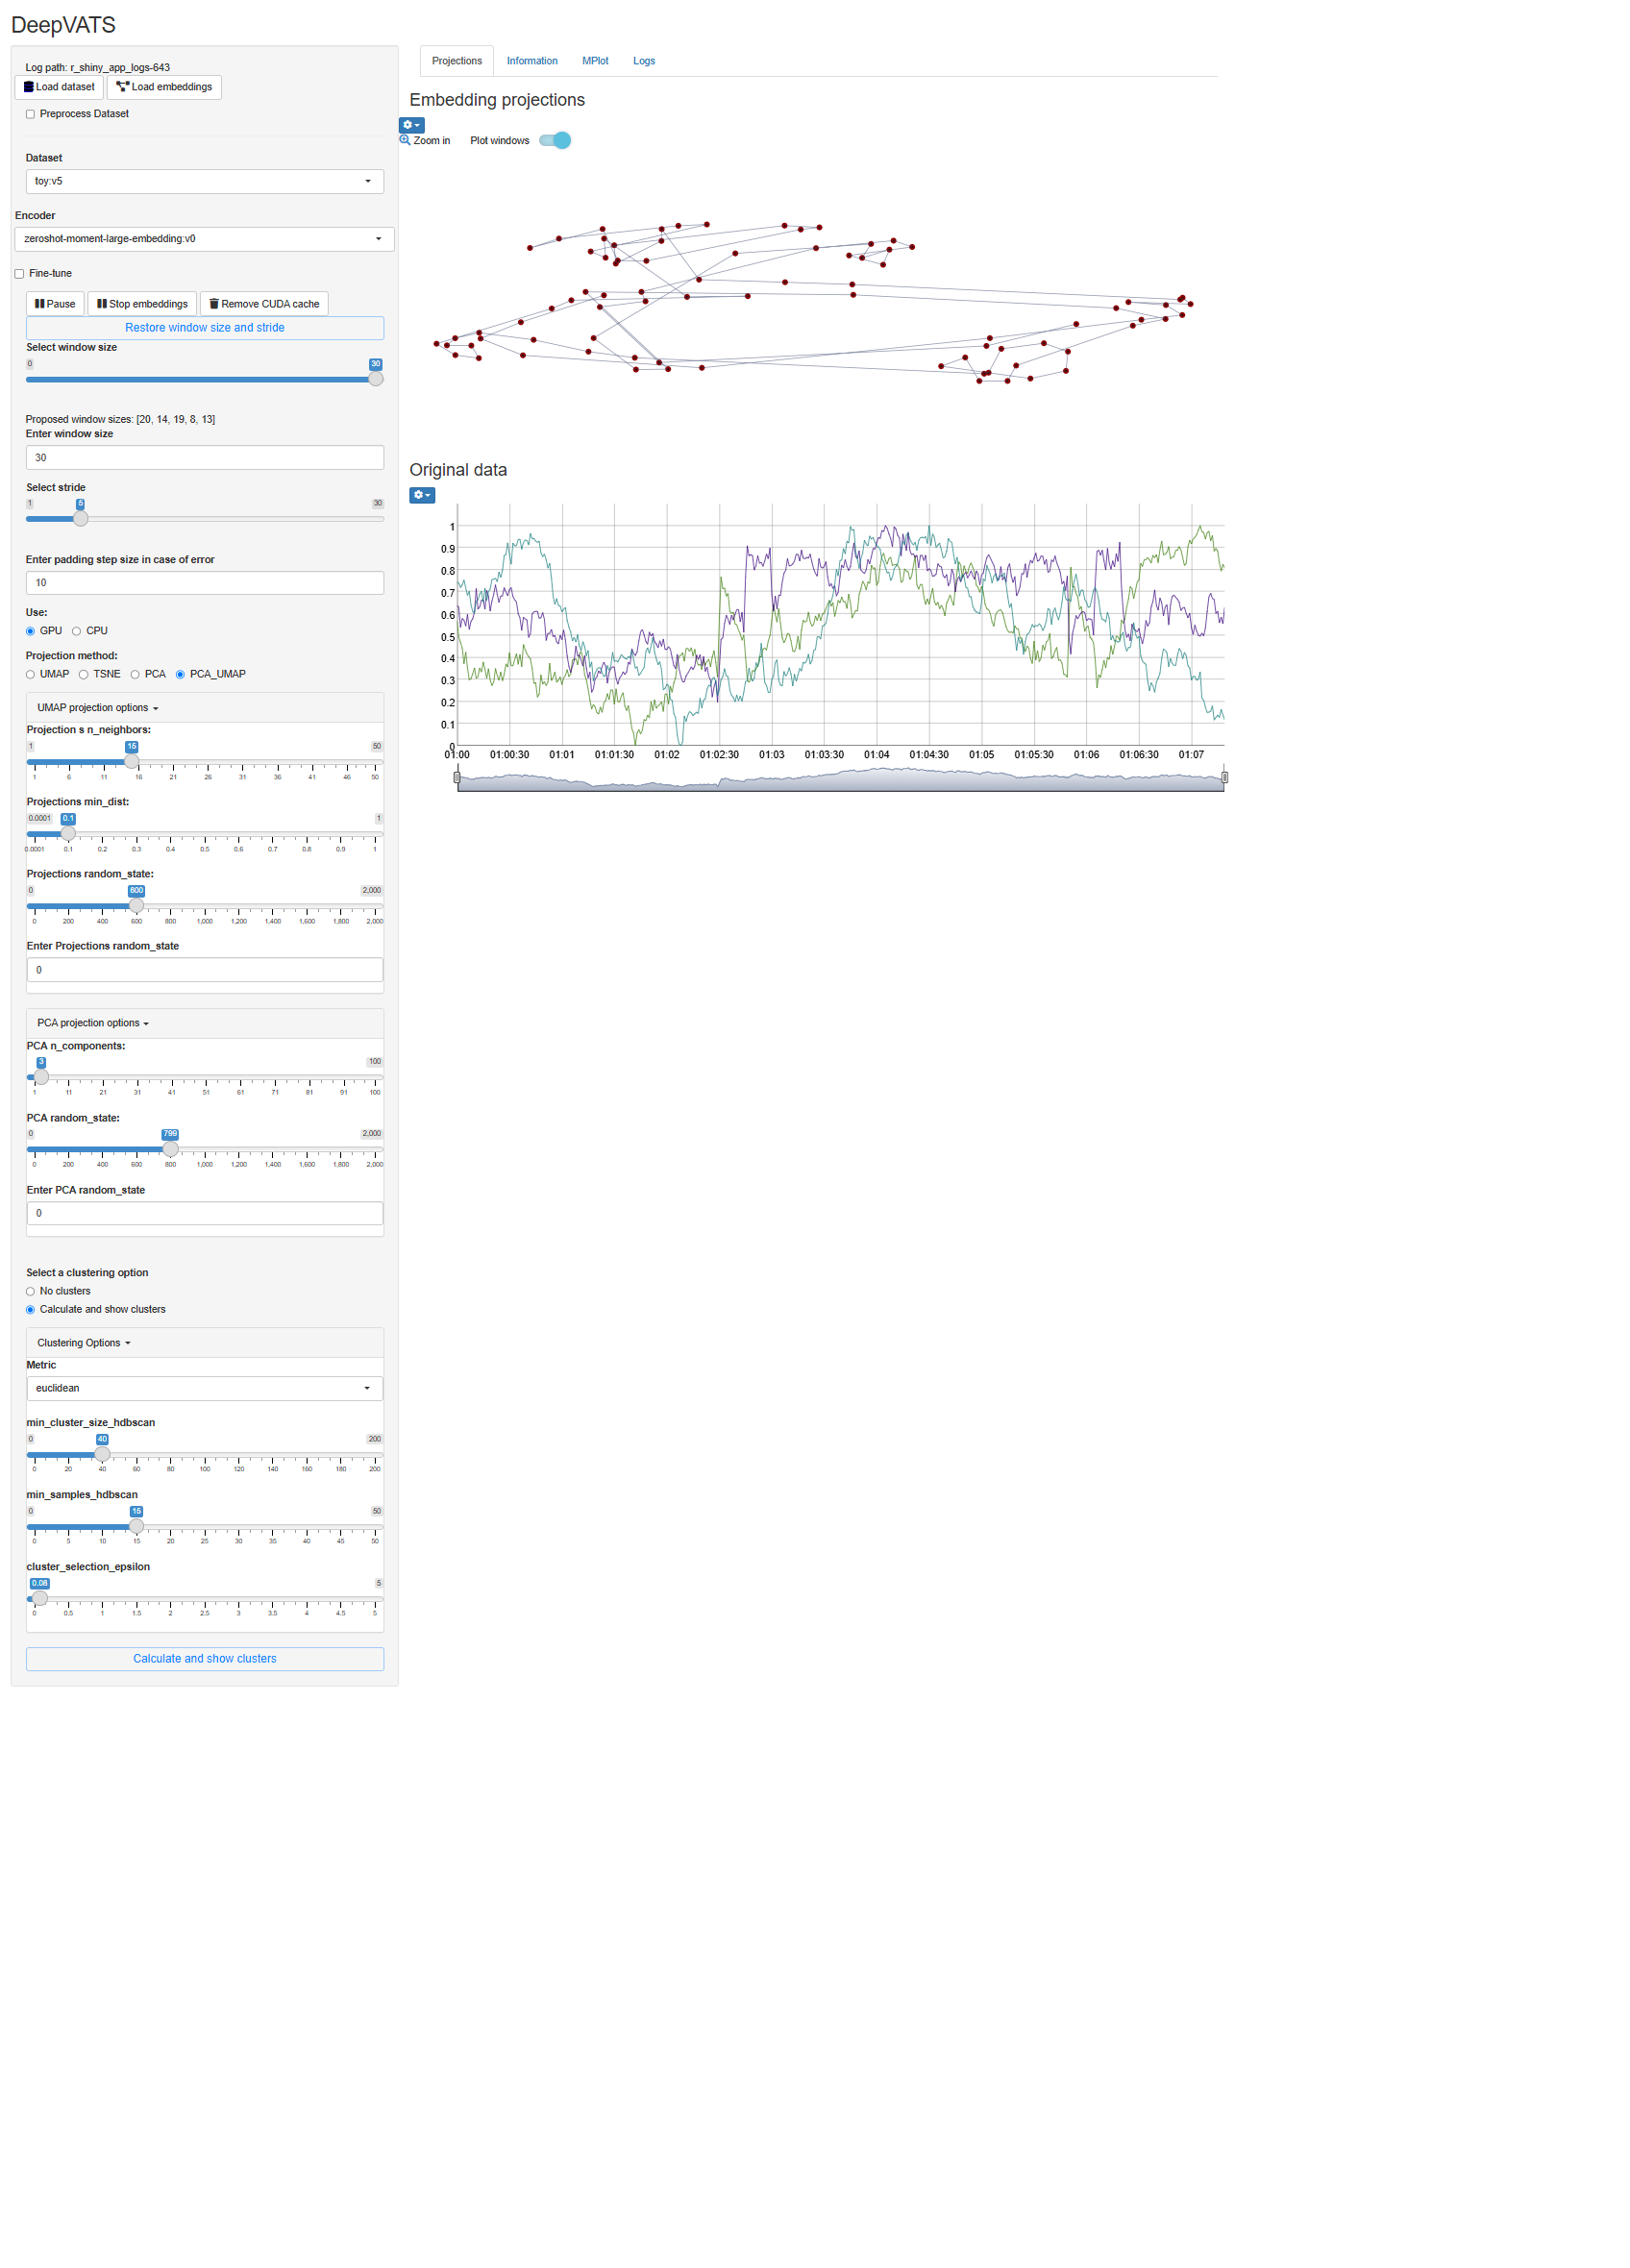 DeepVATS
Log path: r_shiny_app_logs-643
Load dataset Load embeddings
Preprocess Dataset
Dataset
toy:v5
Encoder
zeroshot-moment-large-embedding:v0
Fine-tune
Pause Stop embeddings Remove CUDA cache
Restore window size and stride
Select window size
0 30
Proposed window sizes: [20, 14, 19, 8, 13]
Enter window size
30
Select stride
1 5 30
Enter padding step size in case of error
10
Use:
GPU CPU
Projection method:
UMAP TSNE PCA PCA_UMAP
UMAP projection options
Projection s n_neighbors:
1 15 50
1 6 11 16 21 26 31 36 41 46 50
Projections min_dist:
0.0001 0.1 1
0.0001 0.1 0.2 0.3 0.4 0.5 0.6 0.7 0.8 0.9 1
Projections random_state:
0 600 2,000
0 200 400 600 800 1,000 1,200 1,400 1,600 1,800 2,000
Enter Projections random_state
0
PCA projection options
PCA n_components:
3 100
1 11 21 31 41 51 61 71 81 91 100
PCA random_state:
0 799 2,000
0 200 400 600 800 1,000 1,200 1,400 1,600 1,800 2,000
Enter PCA random_state
0
Select a clustering option
No clusters
Calculate and show clusters
Clustering Options
Metric
euclidean
min_cluster_size_hdbscan
0 40 200
0 20 40 60 80 100 120 140 160 180 200
min_samples_hdbscan
0 15 50
0 5 10 15 20 25 30 35 40 45 50
cluster_selection_epsilon
0.08 5
0 0.5 1 1.5 2 2.5 3 3.5 4 4.5 5
Calculate and show clusters
Projections Information MPlot Logs
Embedding projections
Zoom in Plot windows
Original data
1
0.9
0.8
0.7
0.6
0.5
0.4
0.3
0.2
0.1
0
01:00 01:00:30 01:01 01:01:30 01:02 01:02:30 01:03 01:03:30 01:04 01:04:30 01:05 01:05:30 01:06 01:06:30 01:07